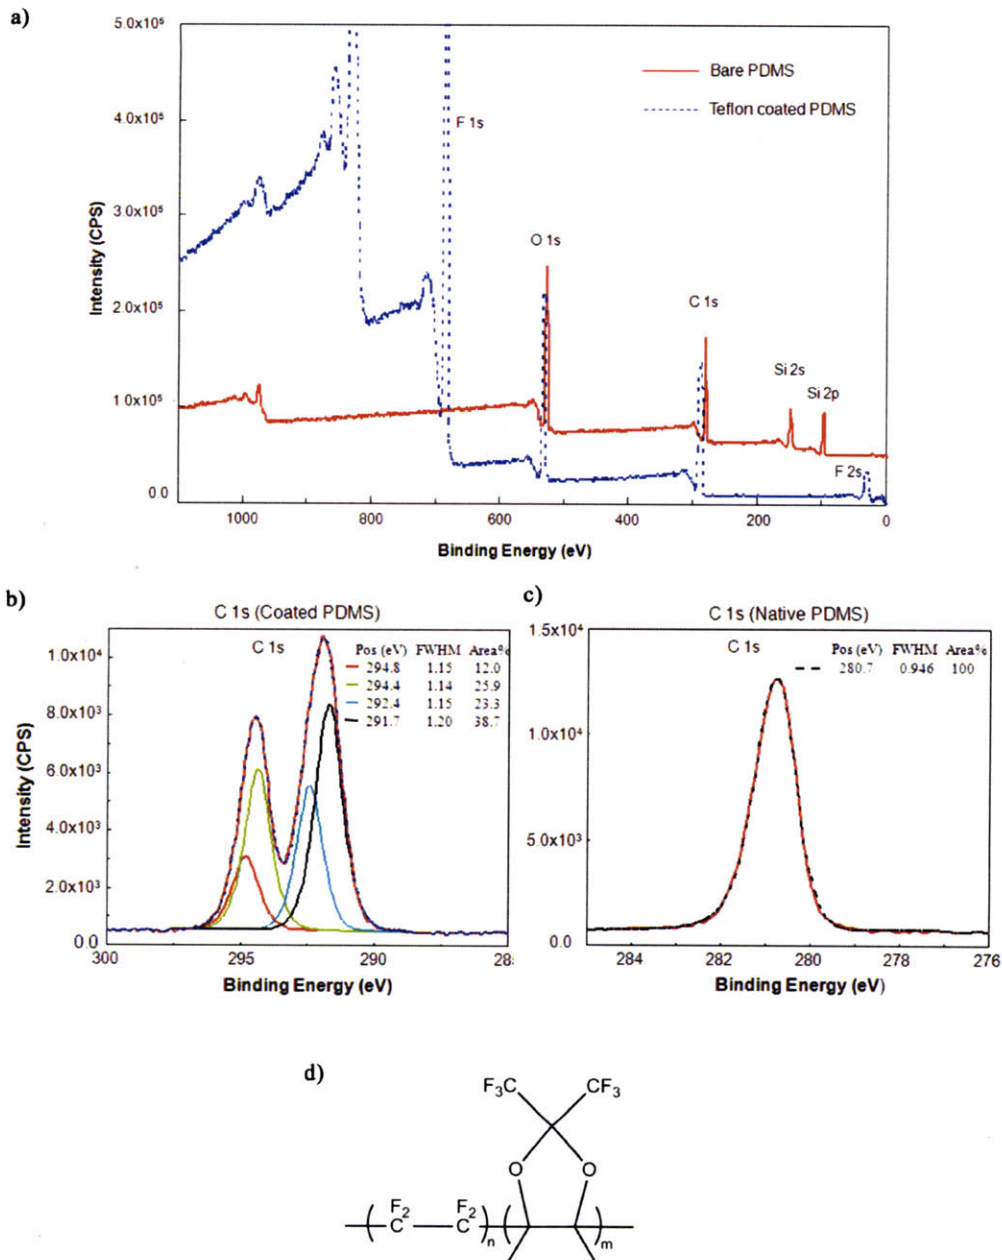 a)
5.0x10⁵
4.0x10⁵
3.0x10⁵
2.0x10⁵
1.0x10⁵
0.0
Intensity (CPS)
Bare PDMS
Teflon coated PDMS
F 1s
O 1s
C 1s
Si 2s
Si 2p
F 2s
1000 800 600 400 200 0
Binding Energy (eV)
b)
C 1s (Coated PDMS)
C 1s
Pos (eV) FWHM Area%
294.8 1.15 12.0
294.4 1.14 25.9
292.4 1.15 23.3
291.7 1.20 38.7
1.0x10⁴
8.0x10³
6.0x10³
4.0x10³
2.0x10³
0.0
Intensity (CPS)
300 295 290 28
Binding Energy (eV)
c)
C 1s (Native PDMS)
C 1s
Pos (eV) FWHM Area%
280.7 0.946 100
1.5x10⁴
1.0x10⁴
5.0x10³
0.0
284 282 280 278 276
Binding Energy (eV)
d)
F₃C CF₃
O O
F₂ F₂
C C
n m